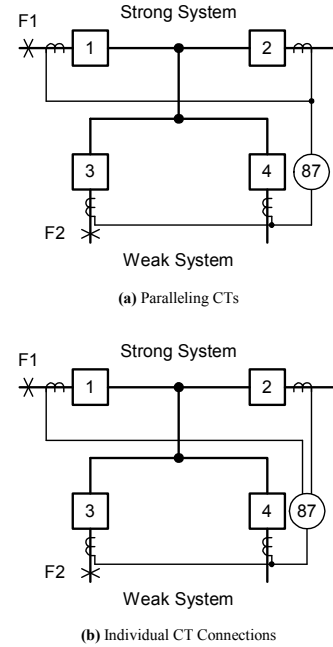 F1
Strong System
1
2
3
4
87
F2
Weak System
(a) Paralleling CTs
F1
Strong System
1
2
3
4
87
F2
Weak System
(b) Individual CT Connections